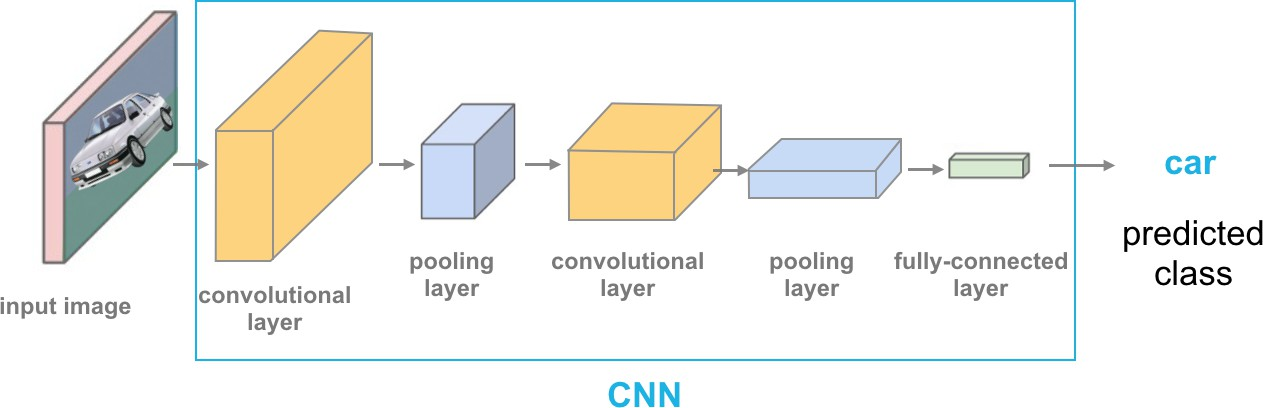 input image
convolutional
layer
pooling
layer
convolutional
layer
pooling
layer
fully-connected
layer
car
predicted
class
CNN